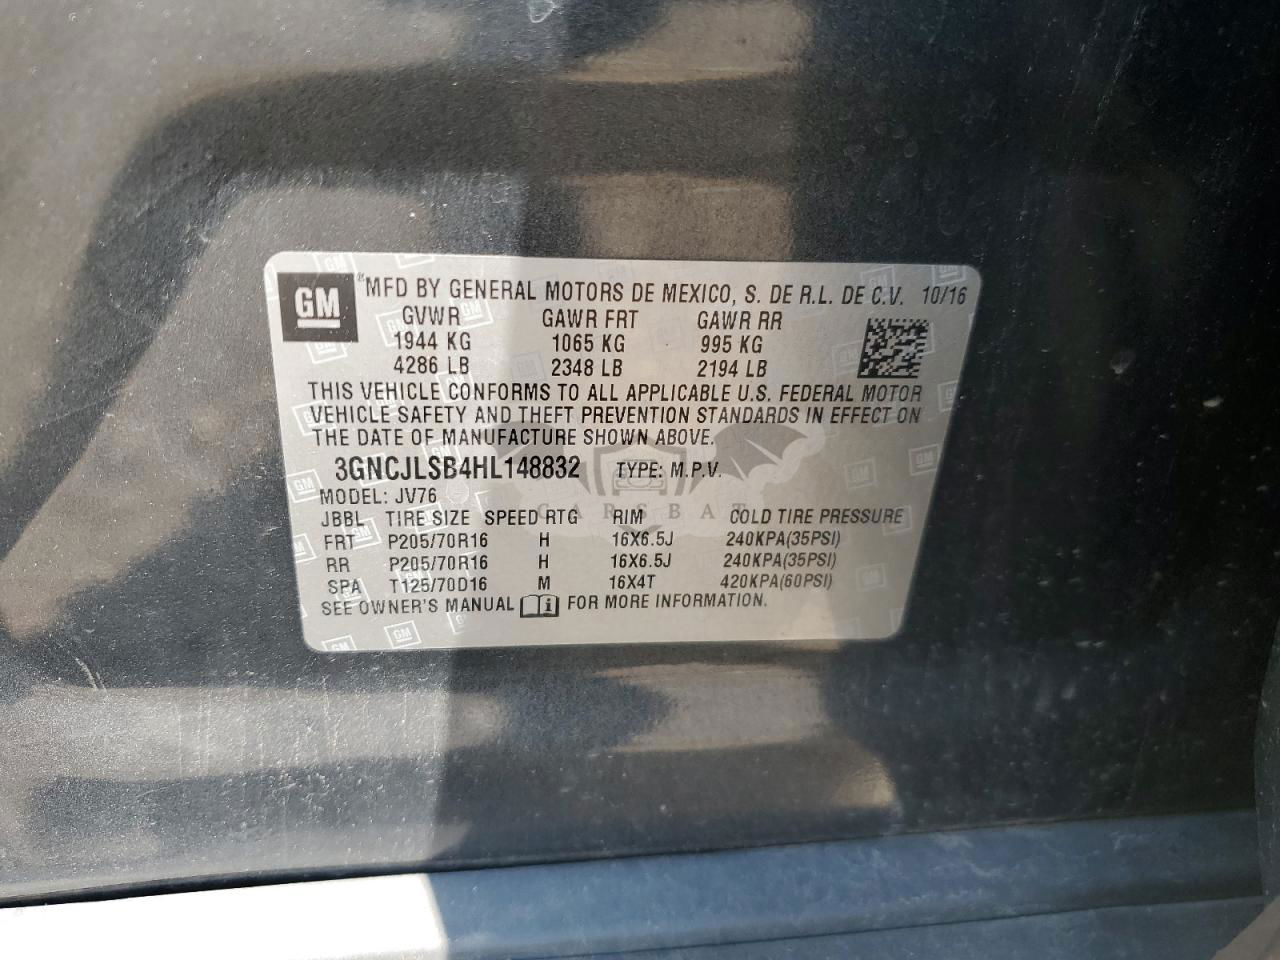 GM MFD BY GENERAL MOTORS DE MEXICO, S. DE R.L. DE C.V. 10/16
GVWR GAWR FRT GAWR RR
1944 KG 1065 KG 995 KG
4286 LB 2348 LB 2194 LB
THIS VEHICLE CONFORMS TO ALL APPLICABLE U.S. FEDERAL MOTOR
VEHICLE SAFETY AND THEFT PREVENTION STANDARDS IN EFFECT ON
THE DATE OF MANUFACTURE SHOWN ABOVE.
3GNCJLSB4HL148832 TYPE: M.P.V.
MODEL: JV76
CARSBAT
JBBL TIRE SIZE SPEED RTG RIM COLD TIRE PRESSURE
FRT P205/70R16 H 16X6.5J 240KPA(35PSI)
RR P205/70R16 H 16X6.5J 240KPA(35PSI)
SPA T125/70D16 M 16X4T 420KPA(60PSI)
SEE OWNER'S MANUAL i FOR MORE INFORMATION.